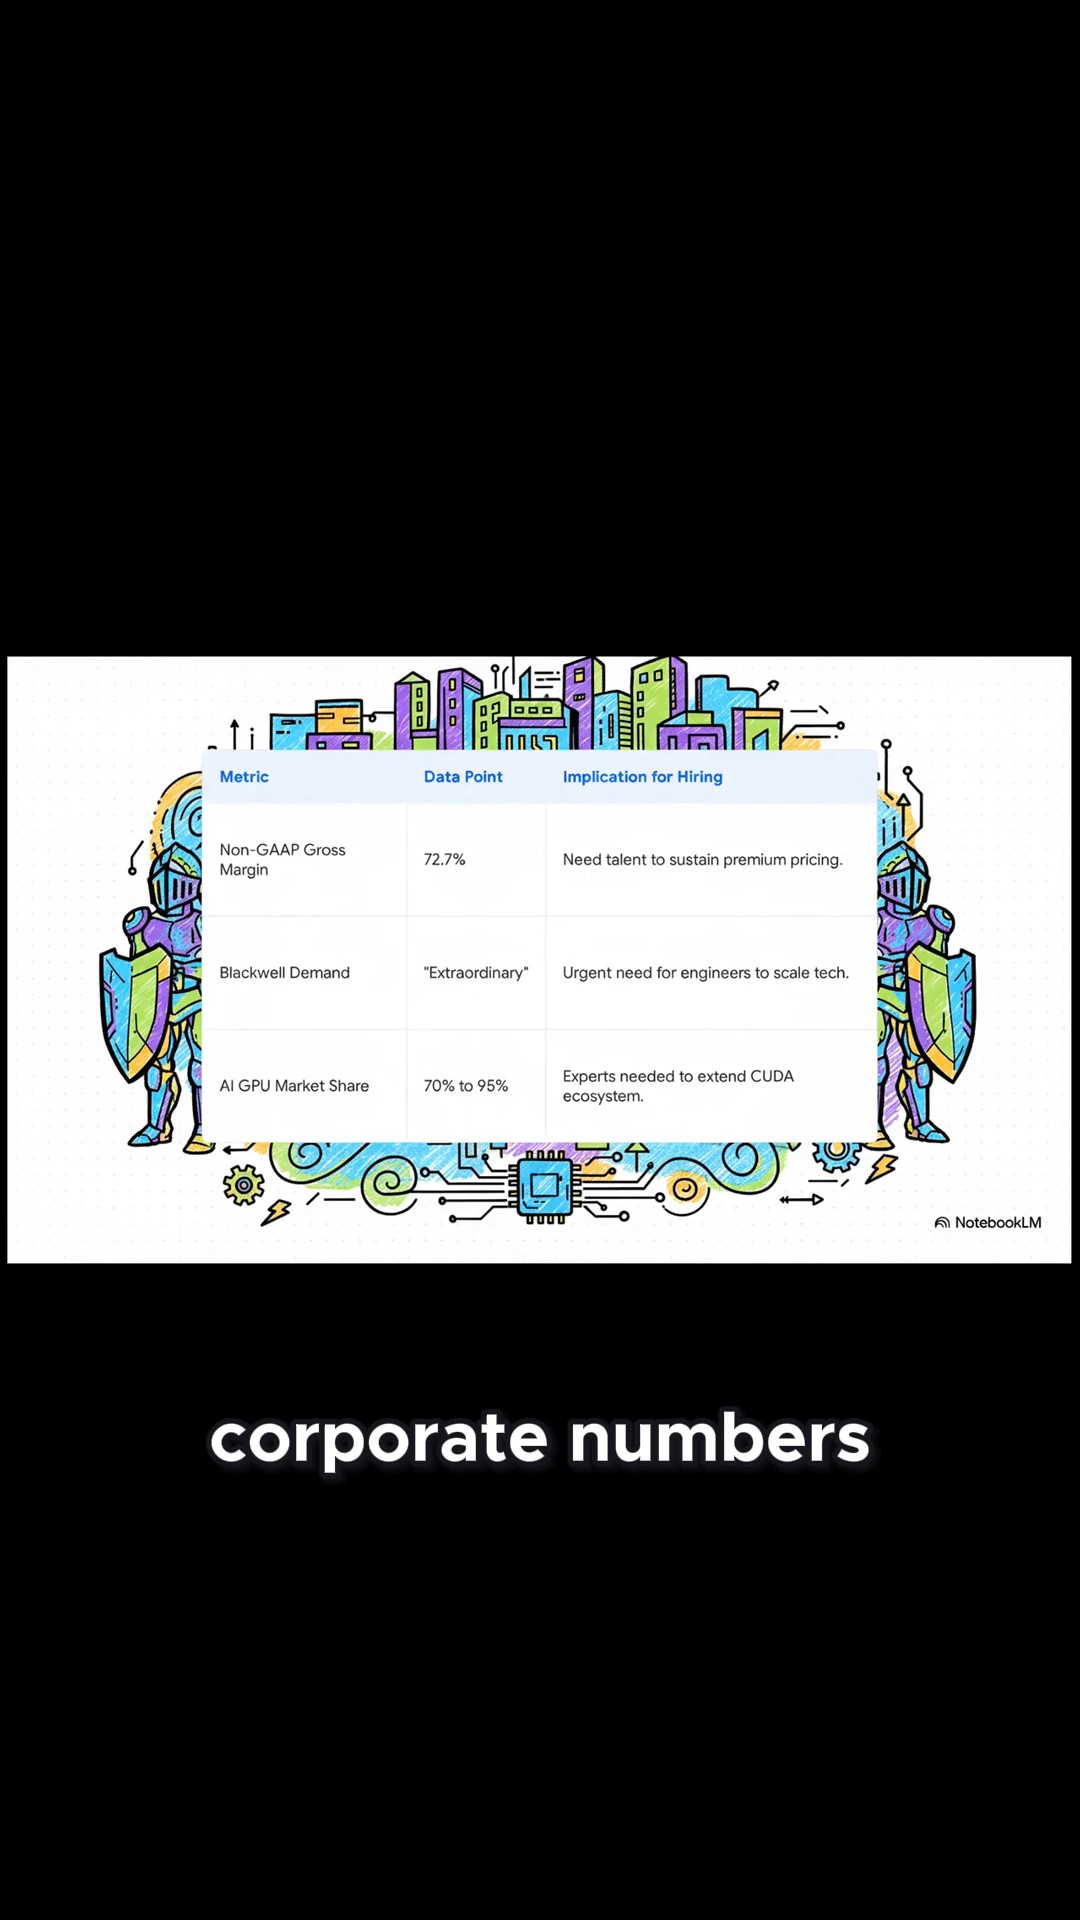 Metric Data Point Implication for Hiring
Non-GAAP Gross
Margin
72.7%
Need talent to sustain premium pricing.
Blackwell Demand
"Extraordinary"
Urgent need for engineers to scale tech.
AI GPU Market Share
70% to 95%
Experts needed to extend CUDA
ecosystem.
NotebookLM
corporate numbers